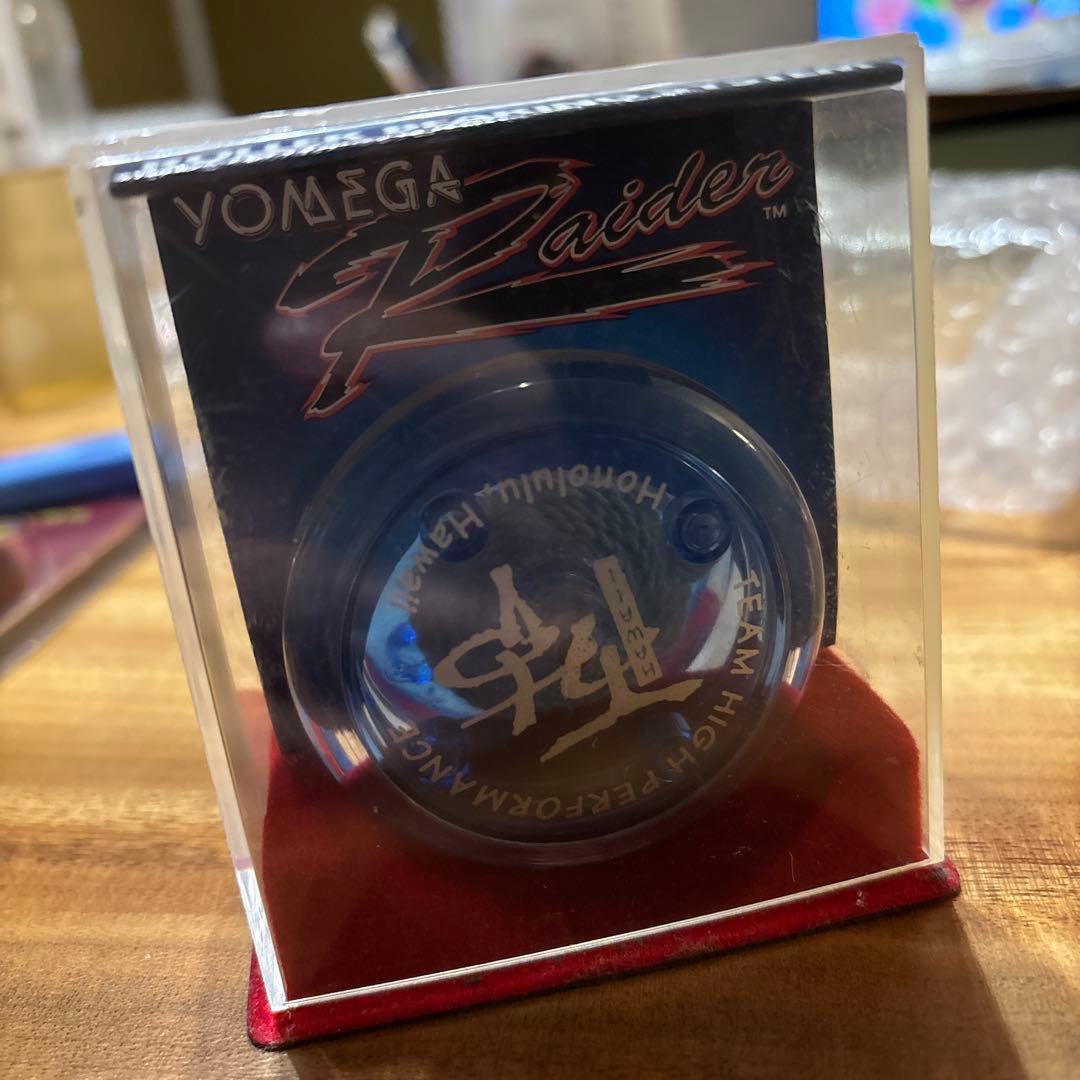 YOMEGA
Raider
TM
Honolulu, Hawaii
TEAM HIGH PERFORMANCE